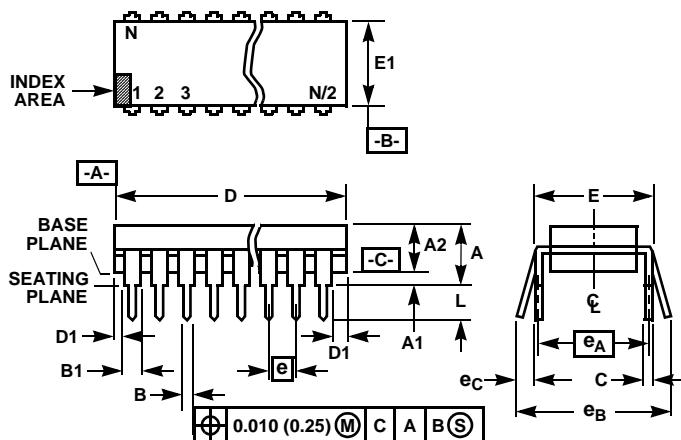 N
E1
INDEX
AREA
1 2 3 N/2
-B-
-A-
D
E
BASE
PLANE
A2
A
-C-
SEATING
PLANE
L
C L
D1
A1
D1
eA
B1
e
eC
C
B
eB
0.010 (0.25) M C A B S